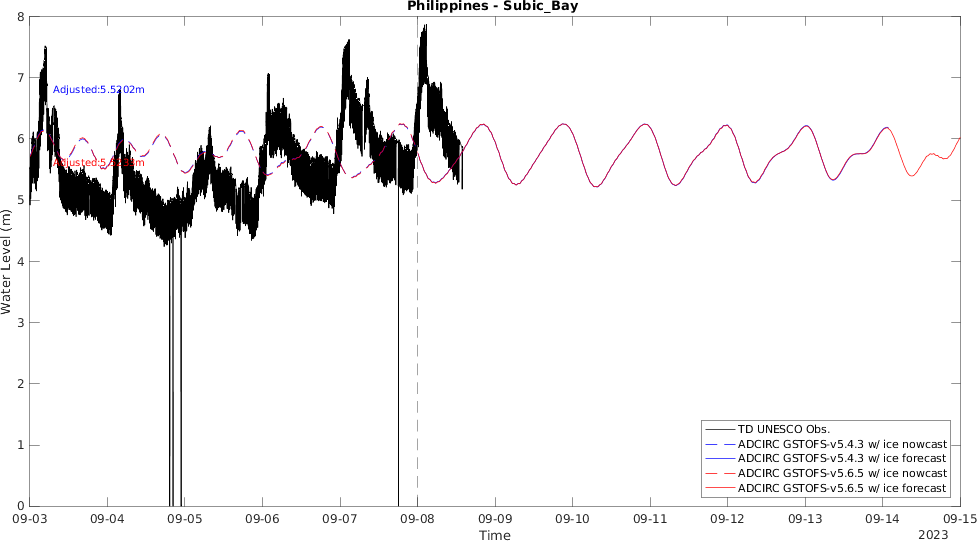 Philippines - Subic_Bay
Water Level (m)
8
7
6
5
4
3
2
1
0
Adjusted:5.5202m
TD UNESCO Obs.
ADCIRC GSTOFS-v5.4.3 w/ ice nowcast
ADCIRC GSTOFS-v5.4.3 w/ ice forecast
ADCIRC GSTOFS-v5.6.5 w/ ice nowcast
ADCIRC GSTOFS-v5.6.5 w/ ice forecast
09-03 09-04 09-05 09-06 09-07 09-08 09-09 09-10 09-11 09-12 09-13 09-14 09-15
Time
2023